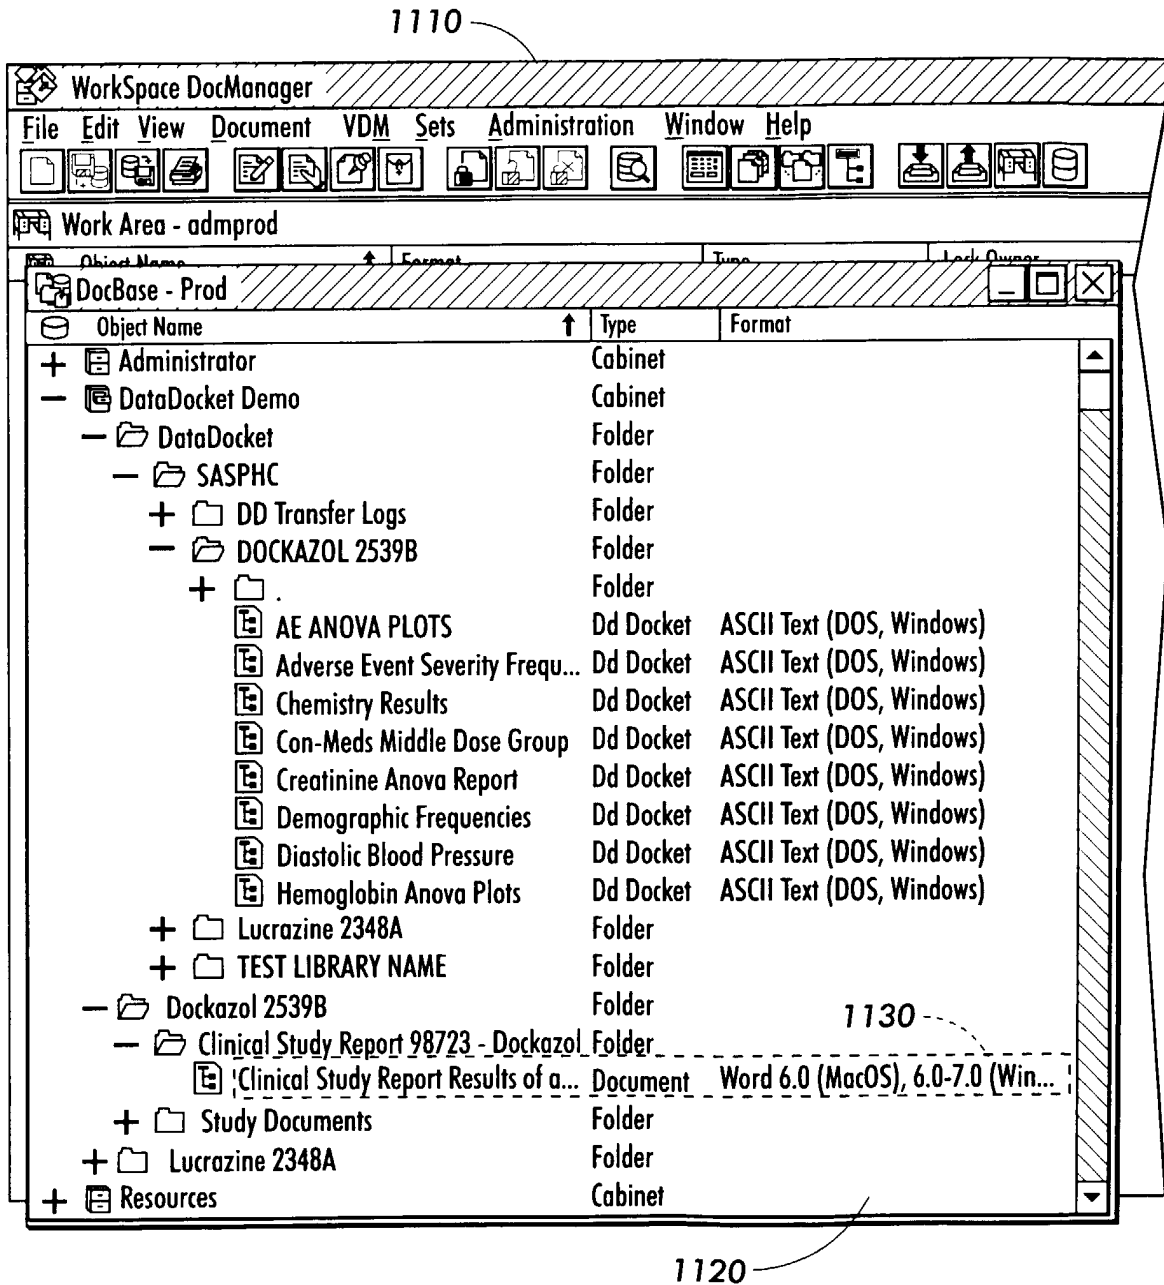 1110
WorkSpace DocManager
File Edit View Document VDM Sets Administration Window Help
Work Area - admprod
Object Name Format Type Lock Owner
DocBase - Prod
Object Name Type Format
+ Administrator Cabinet
— DataDocket Demo Cabinet
— DataDocket Folder
— SASPHC Folder
+ DD Transfer Logs Folder
— DOCKAZOL 2539B Folder
+ . Folder
AE ANOVA PLOTS Dd Docket ASCII Text (DOS, Windows)
Adverse Event Severity Frequ... Dd Docket ASCII Text (DOS, Windows)
Chemistry Results Dd Docket ASCII Text (DOS, Windows)
Con-Meds Middle Dose Group Dd Docket ASCII Text (DOS, Windows)
Creatinine Anova Report Dd Docket ASCII Text (DOS, Windows)
Demographic Frequencies Dd Docket ASCII Text (DOS, Windows)
Diastolic Blood Pressure Dd Docket ASCII Text (DOS, Windows)
Hemoglobin Anova Plots Dd Docket ASCII Text (DOS, Windows)
+ Lucrazine 2348A Folder
+ TEST LIBRARY NAME Folder
— Dockazol 2539B Folder
1130
— Clinical Study Report 98723 - Dockazol Folder
Clinical Study Report Results of a... Document Word 6.0 (MacOS), 6.0-7.0 (Win...
+ Study Documents Folder
+ Lucrazine 2348A Folder
+ Resources Cabinet
1120